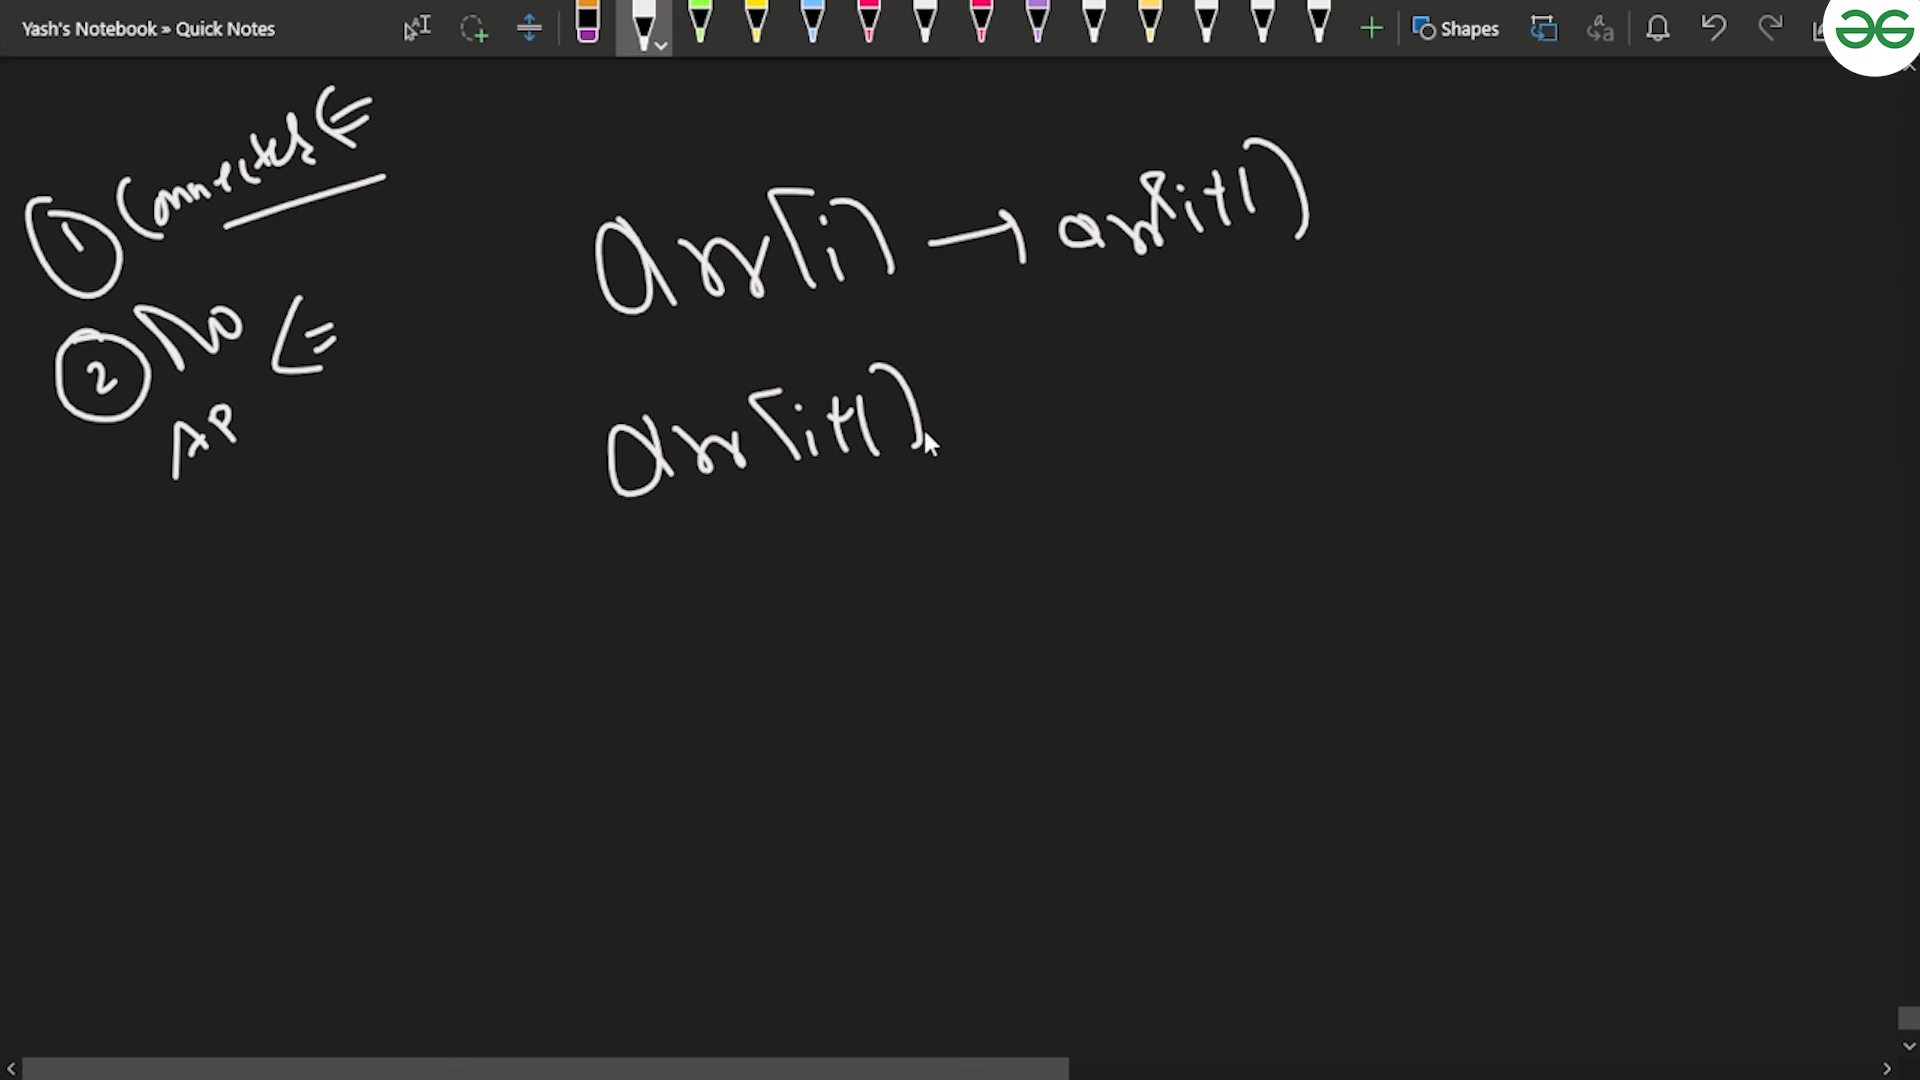 Yash's Notebook » Quick Notes
Shapes
① Connected ⇐
② No ⇐
AP
arr[i] → arr[i+1]
arr[i+1]